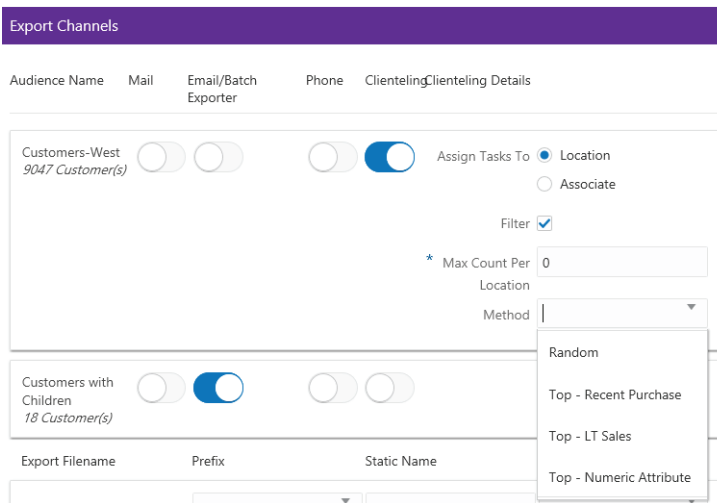 Export Channels
Audience Name Mail Email/Batch Exporter Phone Clienteling Clienteling Details
Customers-West
9047 Customer(s)
Assign Tasks To Location
Associate
Filter
* Max Count Per Location 0
Method
Random
Top - Recent Purchase
Top - LT Sales
Top - Numeric Attribute
Customers with
Children
18 Customer(s)
Export Filename Prefix Static Name